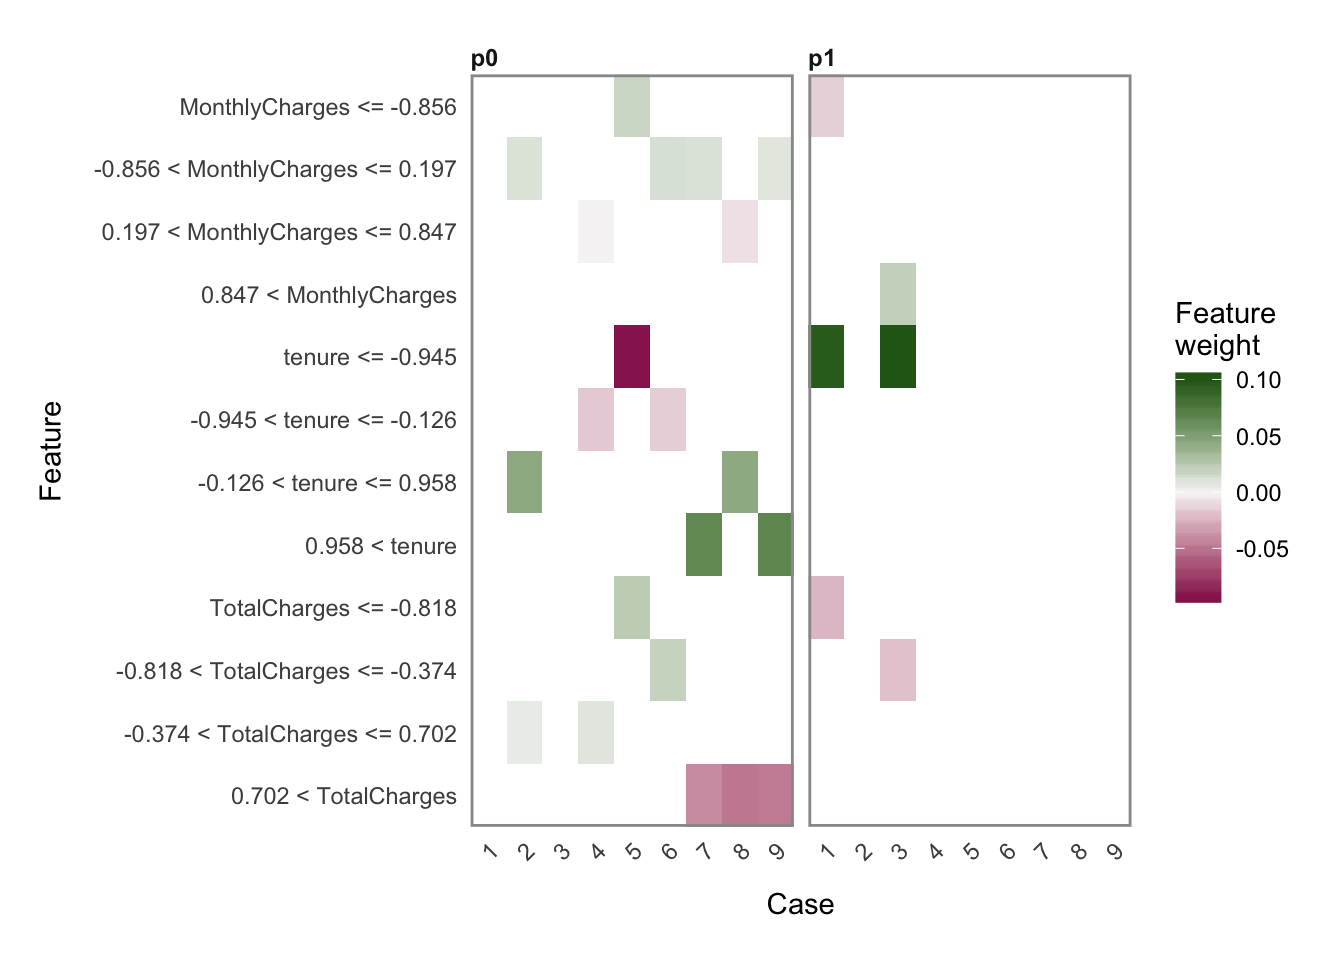 p0
p1
MonthlyCharges <= -0.856
-0.856 < MonthlyCharges <= 0.197
0.197 < MonthlyCharges <= 0.847
0.847 < MonthlyCharges
tenure <= -0.945
-0.945 < tenure <= -0.126
-0.126 < tenure <= 0.958
0.958 < tenure
TotalCharges <= -0.818
-0.818 < TotalCharges <= -0.374
-0.374 < TotalCharges <= 0.702
0.702 < TotalCharges
Feature
1 2 3 4 5 6 7 8 9
1 2 3 4 5 6 7 8 9
Case
Feature
weight
0.10
0.05
0.00
-0.05